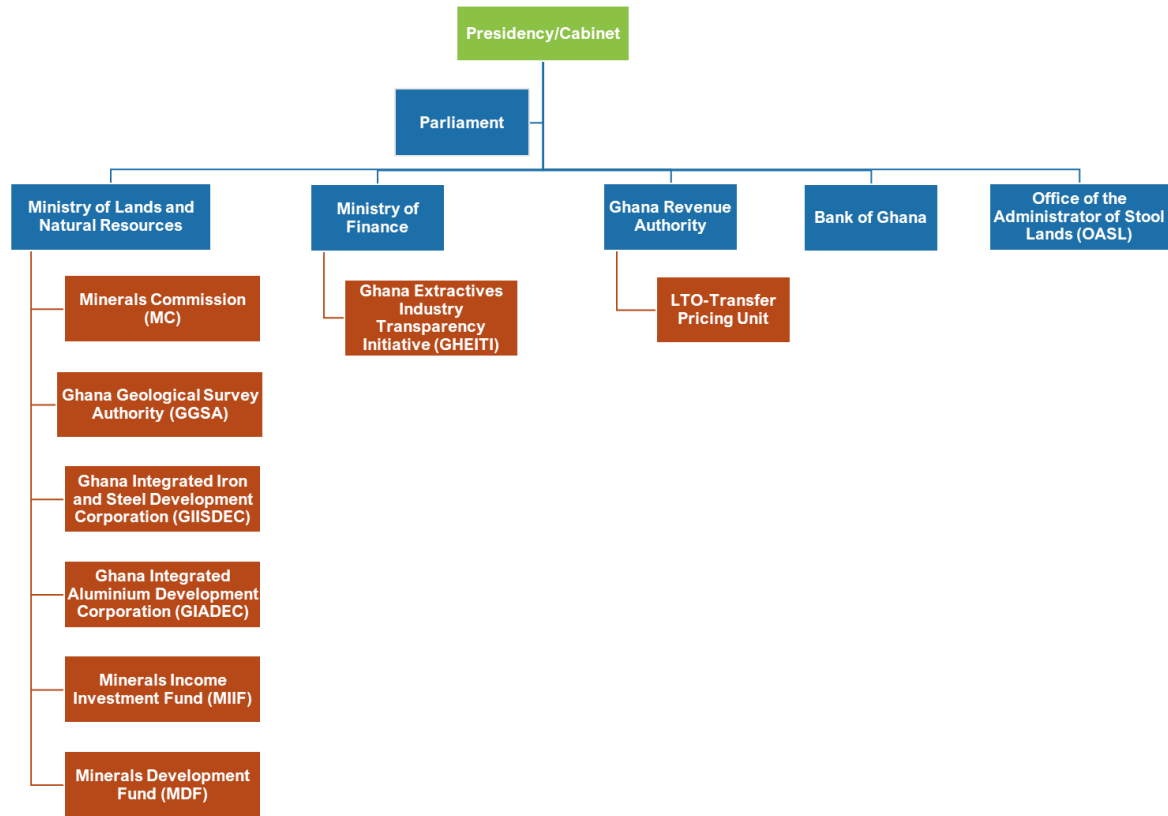 Presidency/Cabinet
Parliament
Ministry of Lands and
Natural Resources
Ministry of
Finance
Ghana Revenue
Authority
Bank of Ghana
Office of the
Administrator of Stool
Lands (OASL)
Minerals Commission
(MC)
Ghana Geological Survey
Authority (GGSA)
Ghana Integrated Iron
and Steel Development
Corporation (GIISDEC)
Ghana Integrated
Aluminium Development
Corporation (GIADEC)
Minerals Income
Investment Fund (MIIF)
Minerals Development
Fund (MDF)
Ghana Extractives
Industry
Transparency
Initiative (GHEITI)
LTO-Transfer
Pricing Unit